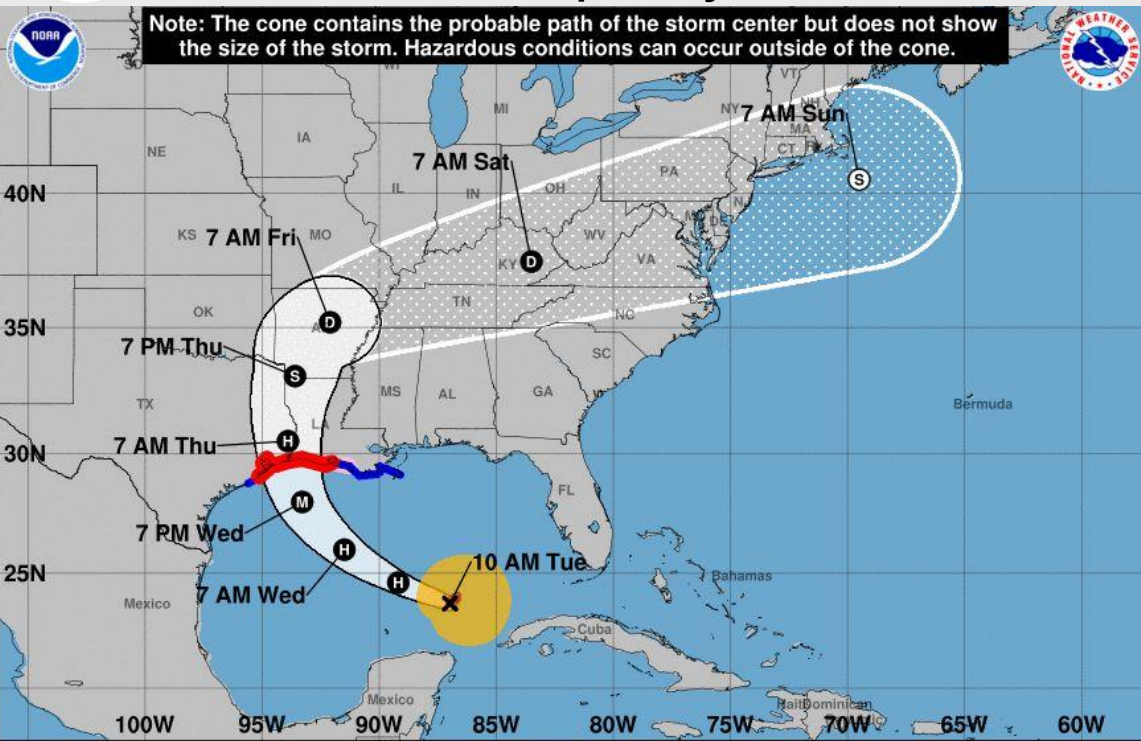 Note: The cone contains the probable path of the storm center but does not show
the size of the storm. Hazardous conditions can occur outside of the cone.
NOAA
NATIONAL WEATHER SERVICE
SD
WI
VT
MI
NY
NH
7 AM Sun
IA
MA
NE
CT
7 AM Sat
PA
S
40N
IL
IN
OH
DE
7 AM Fri
KS
MO
WV
KY
D
VA
TN
OK
D
NC
35N
7 PM Thu
S
SC
TX
MS
AL
GA
Bermuda
LA
7 AM Thu
H
30N
FL
M
7 PM Wed
H
10 AM Tue
25N
H
Bahamas
7 AM Wed
Mexico
Cuba
Mexico
100W
95W
90W
85W
80W
75W
70W
65W
60W